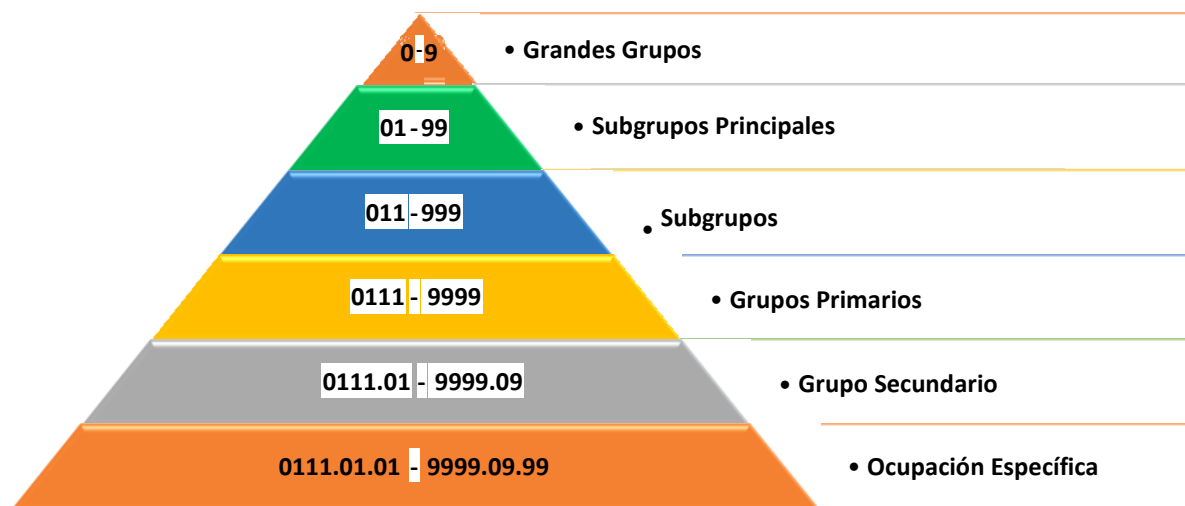 0-9
• Grandes Grupos
01-99
• Subgrupos Principales
011-999
• Subgrupos
0111 - 9999
• Grupos Primarios
0111.01 - 9999.09
• Grupo Secundario
0111.01.01 - 9999.09.99
• Ocupación Específica